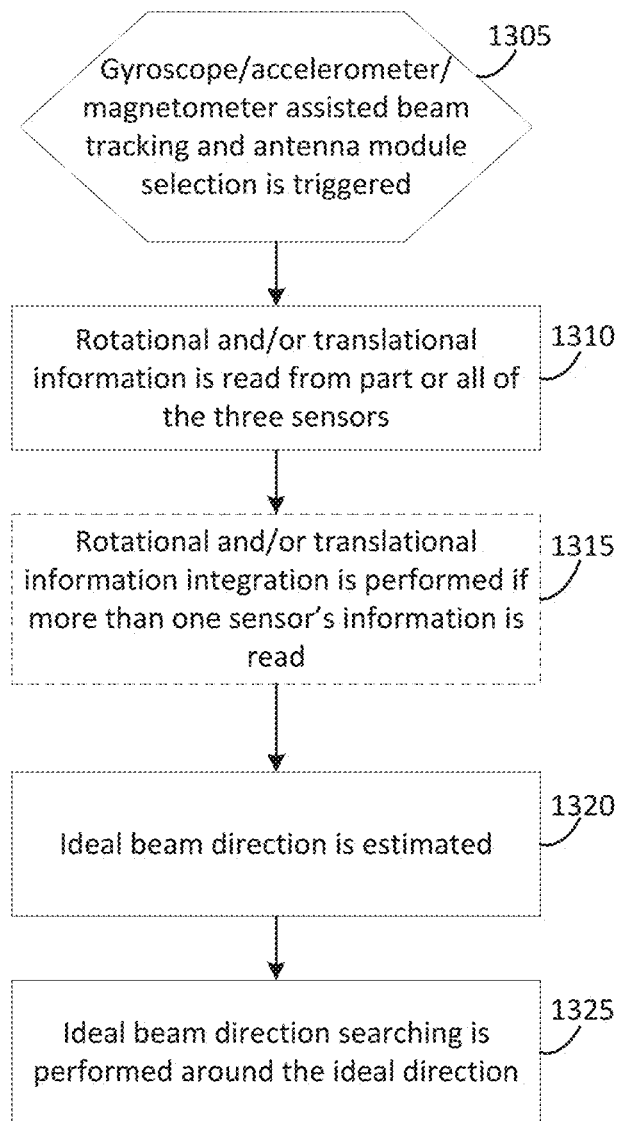 1305
Gyroscope/accelerometer/
magnetometer assisted beam
tracking and antenna module
selection is triggered
1310
Rotational and/or translational
information is read from part or all of
the three sensors
1315
Rotational and/or translational
information integration is performed if
more than one sensor's information is
read
1320
Ideal beam direction is estimated
1325
Ideal beam direction searching is
performed around the ideal direction